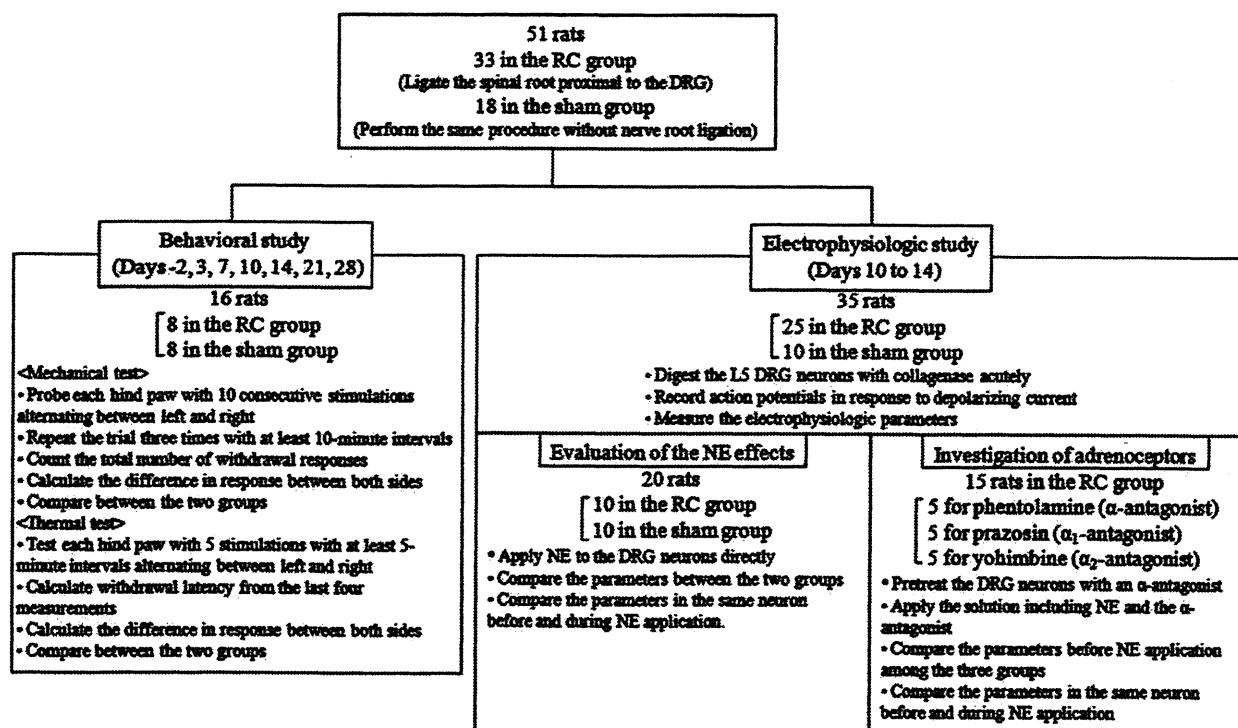 51 rats
33 in the RC group
(Ligate the spinal root proximal to the DRG)
18 in the sham group
(Perform the same procedure without nerve root ligation)
Behavioral study
(Days -2, 3, 7, 10, 14, 21, 28)
16 rats
8 in the RC group
8 in the sham group
<Mechanical test>
• Probe each hind paw with 10 consecutive stimulations
alternating between left and right
• Repeat the trial three times with at least 10-minute intervals
• Count the total number of withdrawal responses
• Calculate the difference in response between both sides
• Compare between the two groups
<Thermal test>
• Test each hind paw with 5 stimulations with at least 5-
minute intervals alternating between left and right
• Calculate withdrawal latency from the last four
measurements
• Calculate the difference in response between both sides
• Compare between the two groups
Electrophysiologic study
(Days 10 to 14)
35 rats
25 in the RC group
10 in the sham group
• Digest the L5 DRG neurons with collagenase acutely
• Record action potentials in response to depolarizing current
• Measure the electrophysiologic parameters
Evaluation of the NE effects
20 rats
10 in the RC group
10 in the sham group
• Apply NE to the DRG neurons directly
• Compare the parameters between the two groups
• Compare the parameters in the same neuron
before and during NE application.
Investigation of adrenoceptors
15 rats in the RC group
5 for phentolamine (α-antagonist)
5 for prazosin (α₁-antagonist)
5 for yohimbine (α₂-antagonist)
• Pretreat the DRG neurons with an α-antagonist
• Apply the solution including NE and the α-
antagonist
• Compare the parameters before NE application
among the three groups
• Compare the parameters in the same neuron
before and during NE application